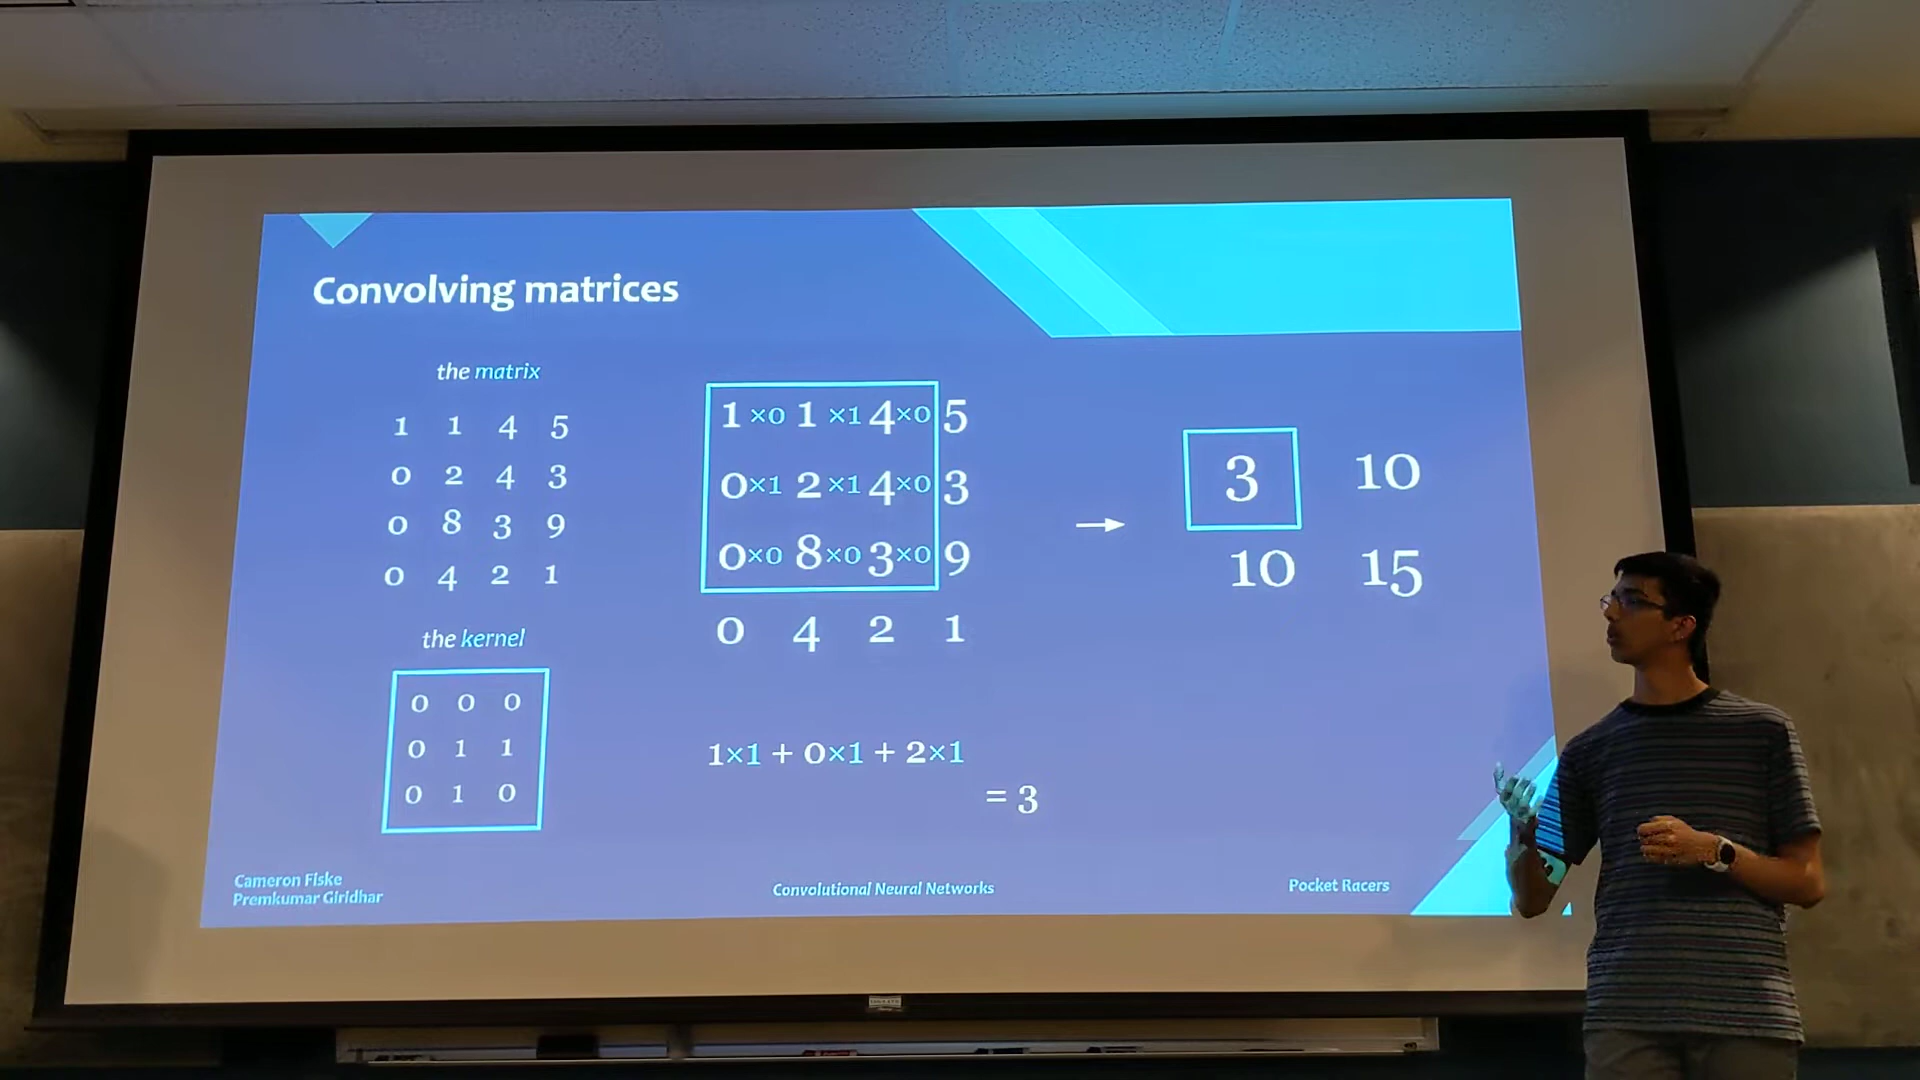 Convolving matrices
the matrix
1 1 4 5
0 2 4 3
0 8 3 9
0 4 2 1
the kernel
0 0 0
0 1 1
0 1 0
1 ×0 1 ×1 4 ×0 5
0 ×1 2 ×1 4 ×0 3
0 ×0 8 ×0 3 ×0 9
0 4 2 1
1×1 + 0×1 + 2×1
= 3
3 10
10 15
Cameron Fiske
Premkumar Giridhar
Convolutional Neural Networks
Pocket Racers